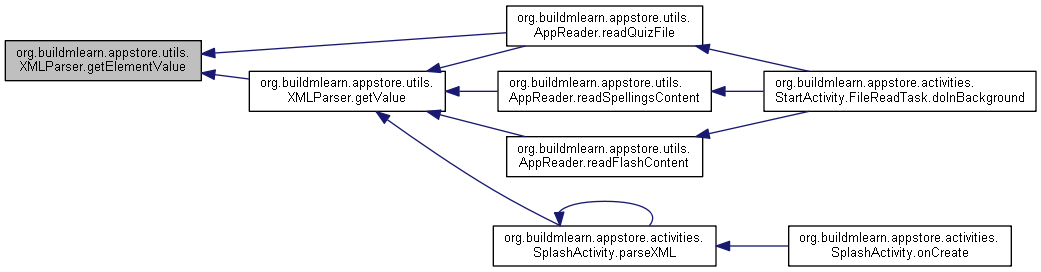 org.buildmlearn.appstore.utils.
XMLParser.getElementValue
org.buildmlearn.appstore.utils.
AppReader.readQuizFile
org.buildmlearn.appstore.utils.
XMLParser.getValue
org.buildmlearn.appstore.utils.
AppReader.readSpellingsContent
org.buildmlearn.appstore.activities.
StartActivity.FileReadTask.doInBackground
org.buildmlearn.appstore.utils.
AppReader.readFlashContent
org.buildmlearn.appstore.activities.
SplashActivity.parseXML
org.buildmlearn.appstore.activities.
SplashActivity.onCreate